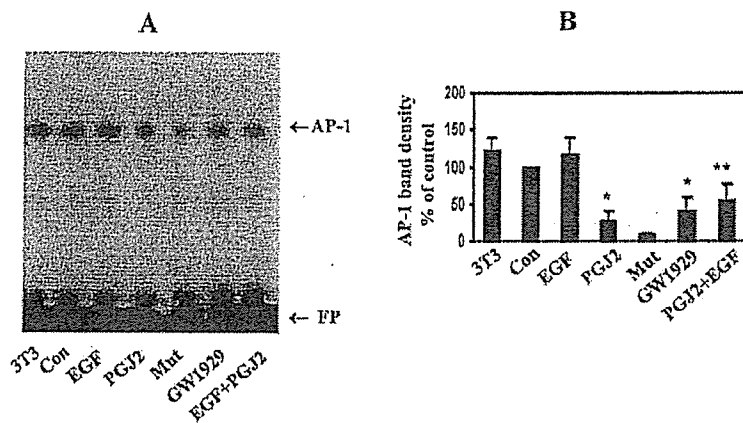 A
←AP-1
← FP
3T3
Con
EGF
PGJ2
Mut
GW1929
EGF+PGJ2
B
AP-1 band density
% of control
200
150
100
50
0
*
*
**
3T3
Con
EGF
PGJ2
Mut
GW1929
PGJ2+EGF